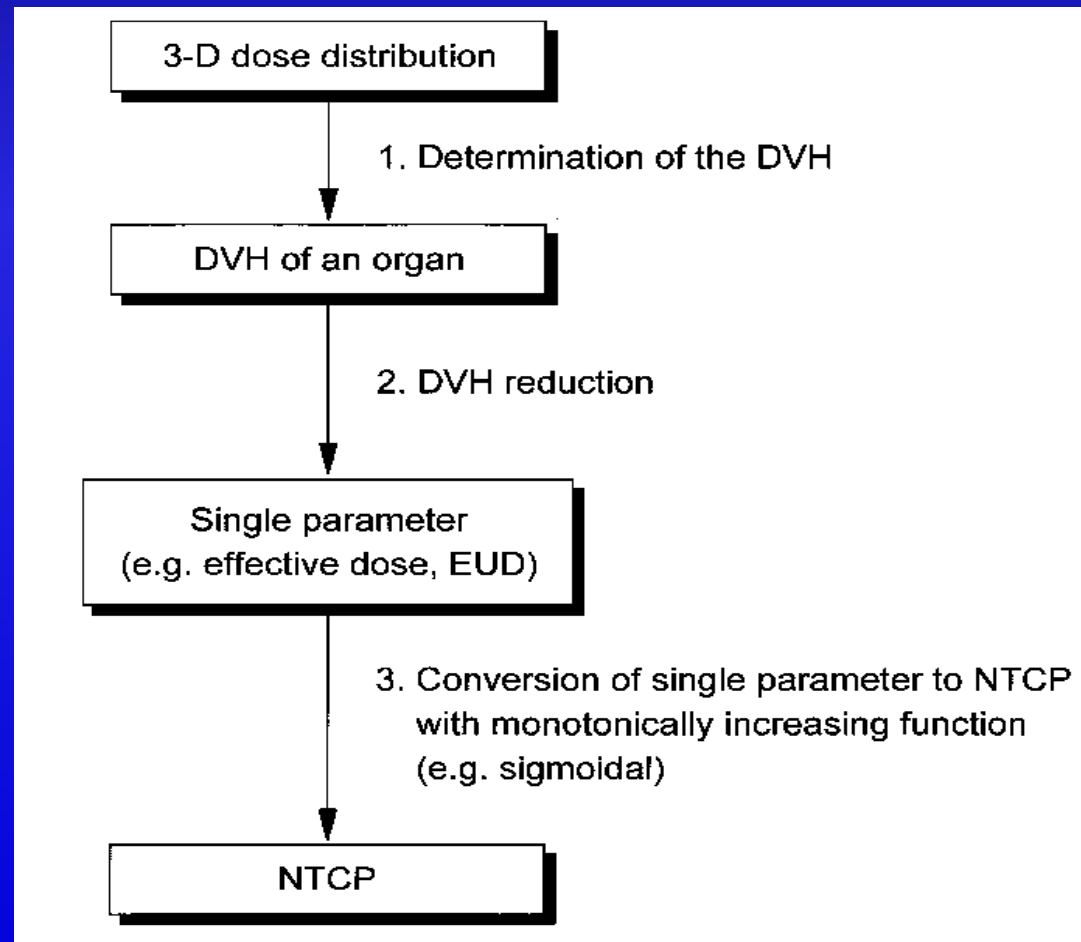 3-D dose distribution
1. Determination of the DVH
DVH of an organ
2. DVH reduction
Single parameter
(e.g. effective dose, EUD)
3. Conversion of single parameter to NTCP
with monotonically increasing function
(e.g. sigmoidal)
NTCP